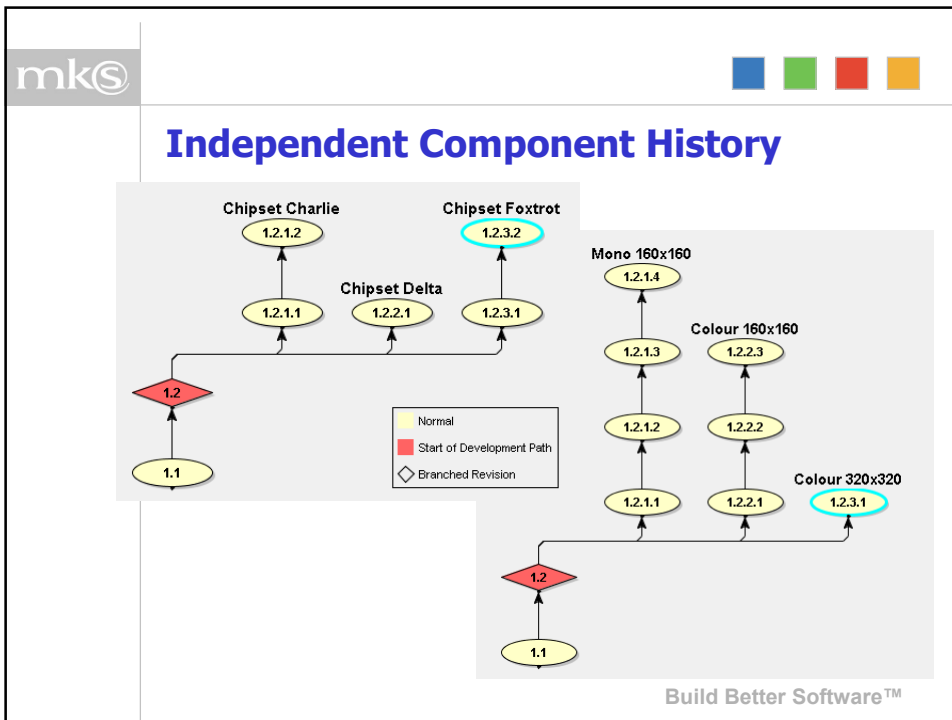 mks
Independent Component History
Chipset Charlie
Chipset Foxtrot
1.2.1.2
1.2.3.2
Chipset Delta
1.2.1.1
1.2.2.1
1.2.3.1
1.2
1.1
Normal
Start of Development Path
Branched Revision
Mono 160x160
1.2.1.4
Colour 160x160
1.2.1.3
1.2.2.3
1.2.1.2
1.2.2.2
Colour 320x320
1.2.1.1
1.2.2.1
1.2.3.1
1.2
1.1
Build Better Software™